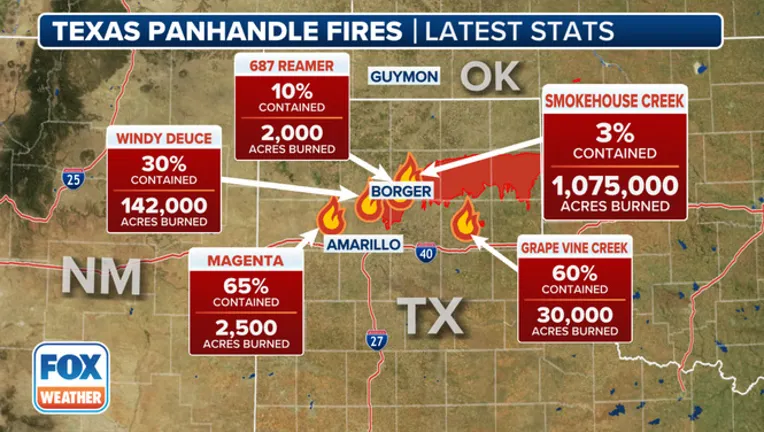 TEXAS PANHANDLE FIRES | LATEST STATS
687 REAMER
10%
CONTAINED
2,000
ACRES BURNED
GUYMON
OK
SMOKEHOUSE CREEK
3%
CONTAINED
1,075,000
ACRES BURNED
WINDY DEUCE
30%
CONTAINED
142,000
ACRES BURNED
25
BORGER
AMARILLO
40
NM
MAGENTA
65%
CONTAINED
2,500
ACRES BURNED
TX
27
GRAPE VINE CREEK
60%
CONTAINED
30,000
ACRES BURNED
FOX
WEATHER